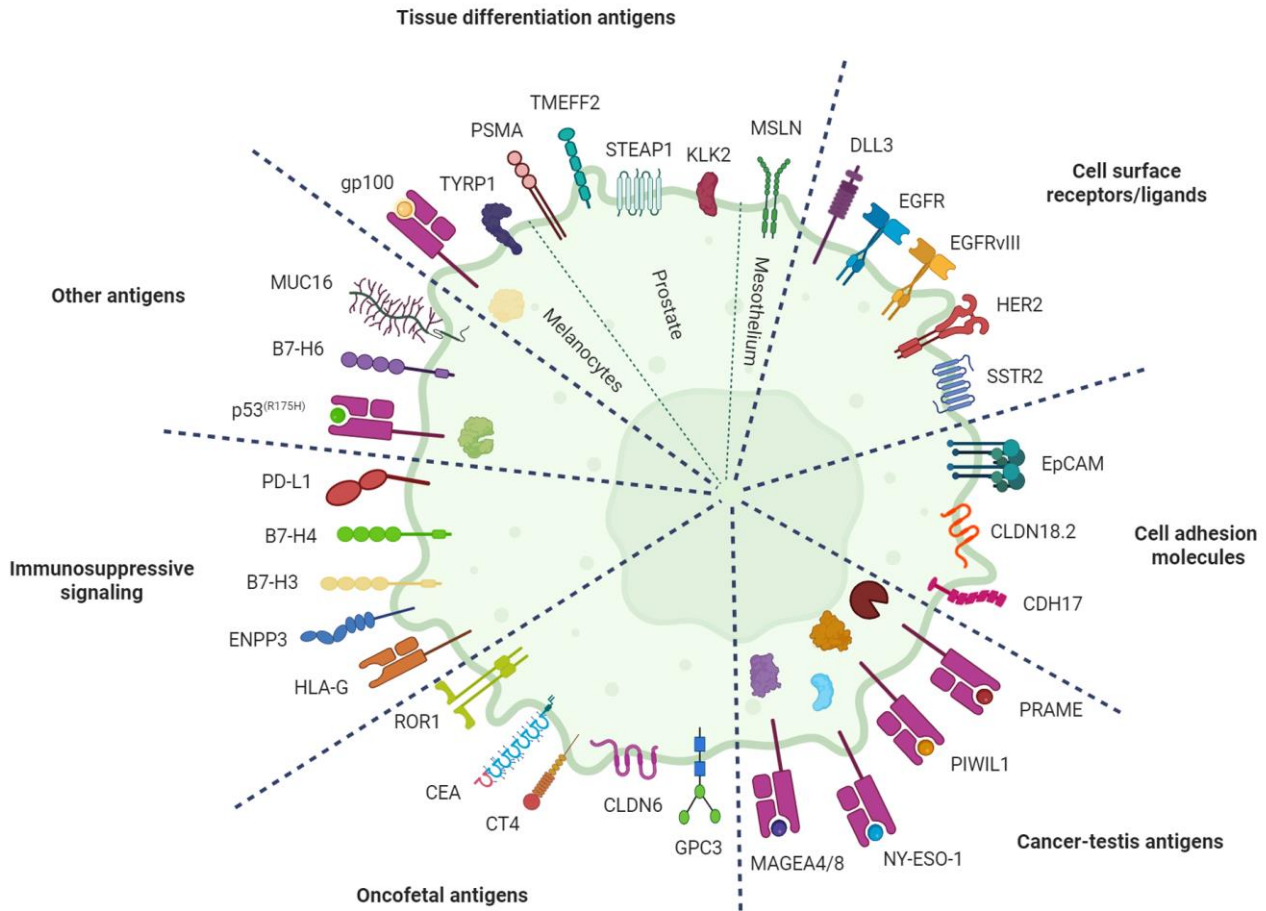 Tissue differentiation antigens
TMEFF2
PSMA
STEAP1
KLK2
MSLN
DLL3
gp100
TYRP1
Cell surface
receptors/ligands
EGFR
EGFRvIII
MUC16
Other antigens
HER2
B7-H6
SSTR2
Melanocytes
Prostate
Mesothelium
p53(R175H)
EpCAM
PD-L1
CLDN18.2
B7-H4
Cell adhesion
molecules
Immunosuppressive
signaling
B7-H3
CDH17
ENPP3
HLA-G
PRAME
ROR1
PIWIL1
CEA
CT4
CLDN6
GPC3
MAGEA4/8
NY-ESO-1
Cancer-testis antigens
Oncofetal antigens